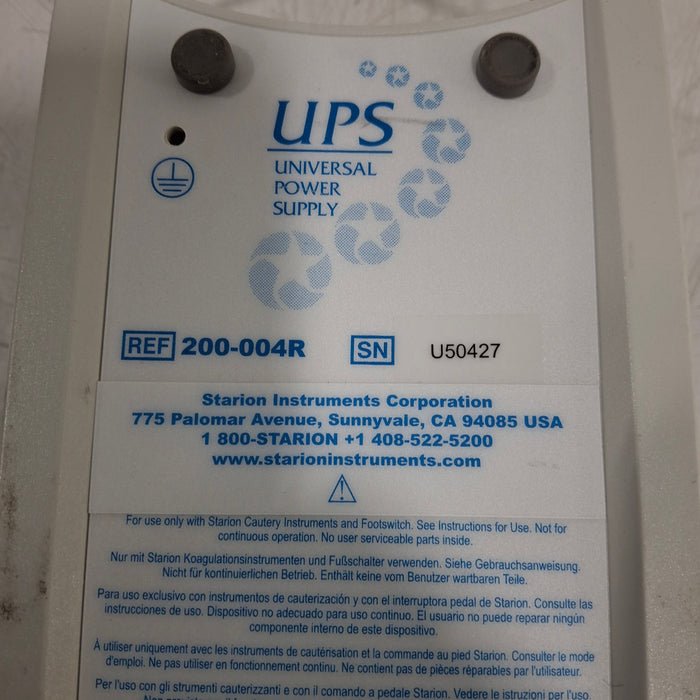 UPS
UNIVERSAL
POWER
SUPPLY
REF 200-004R SN U50427
Starion Instruments Corporation
775 Palomar Avenue, Sunnyvale, CA 94085 USA
1 800-STARION +1 408-522-5200
www.starioninstruments.com
For use only with Starion Cautery Instruments and Footswitch. See Instructions for Use. Not for
continuous operation. No user serviceable parts inside.
Nur mit Starion Koagulationsinstrumenten und Fußschalter verwenden. Siehe Gebrauchsanweisung.
Nicht für kontinuierlichen Betrieb. Enthält keine vom Benutzer wartbaren Teile.
Para uso exclusivo con instrumentos de cauterización y con el interruptora pedal de Starion. Consulte las
instrucciones de uso. Dispositivo no adecuado para uso continuo. El usuario no puede reparar ningún
componente interno de este dispositivo.
À utiliser uniquement avec les instruments de cautérisation et la commande au pied Starion. Consulter le mode
d'emploi. Ne pas utiliser en fonctionnement continu. Ne contient pas de pièces réparables par l'utilisateur.
Per l'uso con gli strumenti cauterizzanti e con il comando a pedale Starion. Vedere le istruzioni per l'uso